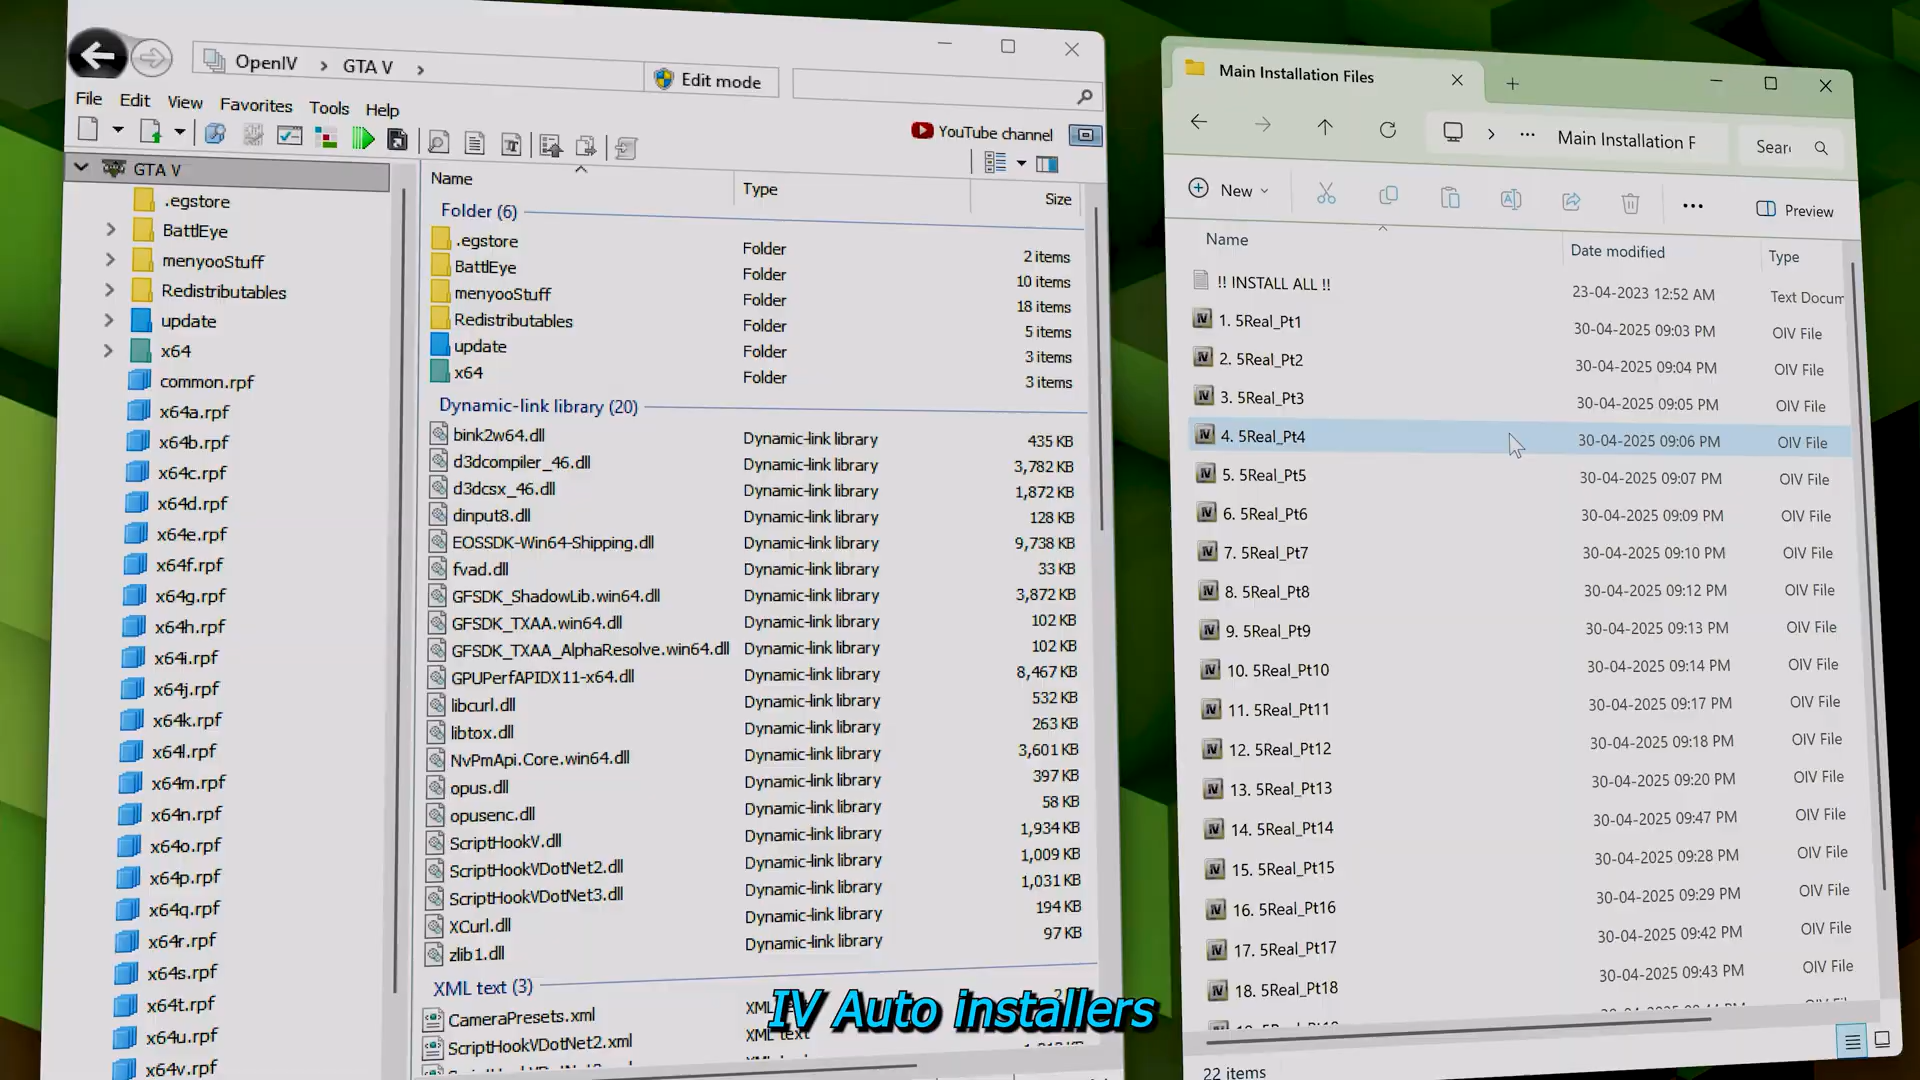 OpenIV > GTA V >
Edit mode
File Edit View Favorites Tools Help
YouTube channel
GTA V
.egstore
BattlEye
menyooStuff
Redistributables
update
x64
common.rpf
x64a.rpf
x64b.rpf
x64c.rpf
x64d.rpf
x64e.rpf
x64f.rpf
x64g.rpf
x64h.rpf
x64i.rpf
x64j.rpf
x64k.rpf
x64l.rpf
x64m.rpf
x64n.rpf
x64o.rpf
x64p.rpf
x64q.rpf
x64r.rpf
x64s.rpf
x64t.rpf
x64u.rpf
x64v.rpf
Name Type Size
Folder (6)
.egstore Folder 2 items
BattlEye Folder 10 items
menyooStuff Folder 18 items
Redistributables Folder 5 items
update Folder 3 items
x64 Folder 3 items
Dynamic-link library (20)
bink2w64.dll Dynamic-link library 435 KB
d3dcompiler_46.dll Dynamic-link library 3,782 KB
d3dcsx_46.dll Dynamic-link library 1,872 KB
dinput8.dll Dynamic-link library 128 KB
EOSSDK-Win64-Shipping.dll Dynamic-link library 9,738 KB
fvad.dll Dynamic-link library 33 KB
GFSDK_ShadowLib.win64.dll Dynamic-link library 3,872 KB
GFSDK_TXAA.win64.dll Dynamic-link library 102 KB
GFSDK_TXAA_AlphaResolve.win64.dll Dynamic-link library 102 KB
GPUPerfAPIDX11-x64.dll Dynamic-link library 8,467 KB
libcurl.dll Dynamic-link library 532 KB
libtox.dll Dynamic-link library 263 KB
NvPmApi.Core.win64.dll Dynamic-link library 3,601 KB
opus.dll Dynamic-link library 397 KB
opusenc.dll Dynamic-link library 58 KB
ScriptHookV.dll Dynamic-link library 1,934 KB
ScriptHookVDotNet2.dll Dynamic-link library 1,009 KB
ScriptHookVDotNet3.dll Dynamic-link library 1,031 KB
XCurl.dll Dynamic-link library 194 KB
zlib1.dll Dynamic-link library 97 KB
XML text (3)
CameraPresets.xml
ScriptHookVDotNet2.xml XML text
Main Installation Files
Main Installation F
Sear
New
Preview
Name Date modified Type
!! INSTALL ALL !! 23-04-2023 12:52 AM Text Docum
1. 5Real_Pt1 30-04-2025 09:03 PM OIV File
2. 5Real_Pt2 30-04-2025 09:04 PM OIV File
3. 5Real_Pt3 30-04-2025 09:05 PM OIV File
4. 5Real_Pt4 30-04-2025 09:06 PM OIV File
5. 5Real_Pt5 30-04-2025 09:07 PM OIV File
6. 5Real_Pt6 30-04-2025 09:09 PM OIV File
7. 5Real_Pt7 30-04-2025 09:10 PM OIV File
8. 5Real_Pt8 30-04-2025 09:12 PM OIV File
9. 5Real_Pt9 30-04-2025 09:13 PM OIV File
10. 5Real_Pt10 30-04-2025 09:14 PM OIV File
11. 5Real_Pt11 30-04-2025 09:17 PM OIV File
12. 5Real_Pt12 30-04-2025 09:18 PM OIV File
13. 5Real_Pt13 30-04-2025 09:20 PM OIV File
14. 5Real_Pt14 30-04-2025 09:47 PM OIV File
15. 5Real_Pt15 30-04-2025 09:28 PM OIV File
16. 5Real_Pt16 30-04-2025 09:29 PM OIV File
17. 5Real_Pt17 30-04-2025 09:42 PM OIV File
18. 5Real_Pt18 30-04-2025 09:43 PM OIV File
22 items
IV Auto installers